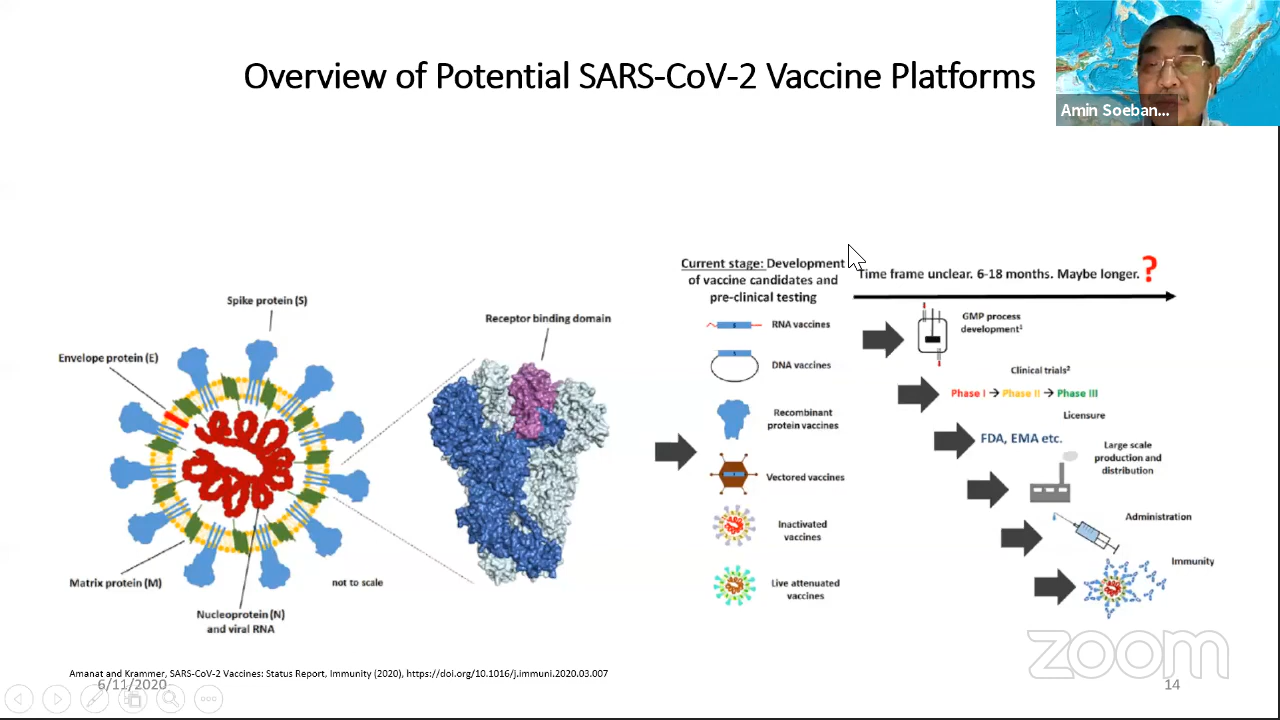 Overview of Potential SARS-CoV-2 Vaccine Platforms
Amin Soeban...
Spike protein (S)
Envelope protein (E)
Receptor binding domain
Matrix protein (M)
not to scale
Nucleoprotein (N)
and viral RNA
Current stage: Development
of vaccine candidates and
pre-clinical testing
RNA vaccines
S
DNA vaccines
S
Recombinant
protein vaccines
Vectored vaccines
Inactivated
vaccines
Live attenuated
vaccines
Time frame unclear. 6-18 months. Maybe longer. ?
GMP process
development¹
Clinical trials²
Phase I → Phase II → Phase III
Licensure
FDA, EMA etc.
Large scale
production and
distribution
Administration
Immunity
zoom
Amanat and Krammer, SARS-CoV-2 Vaccines: Status Report, Immunity (2020), https://doi.org/10.1016/j.immuni.2020.03.007
6/11/2020
14